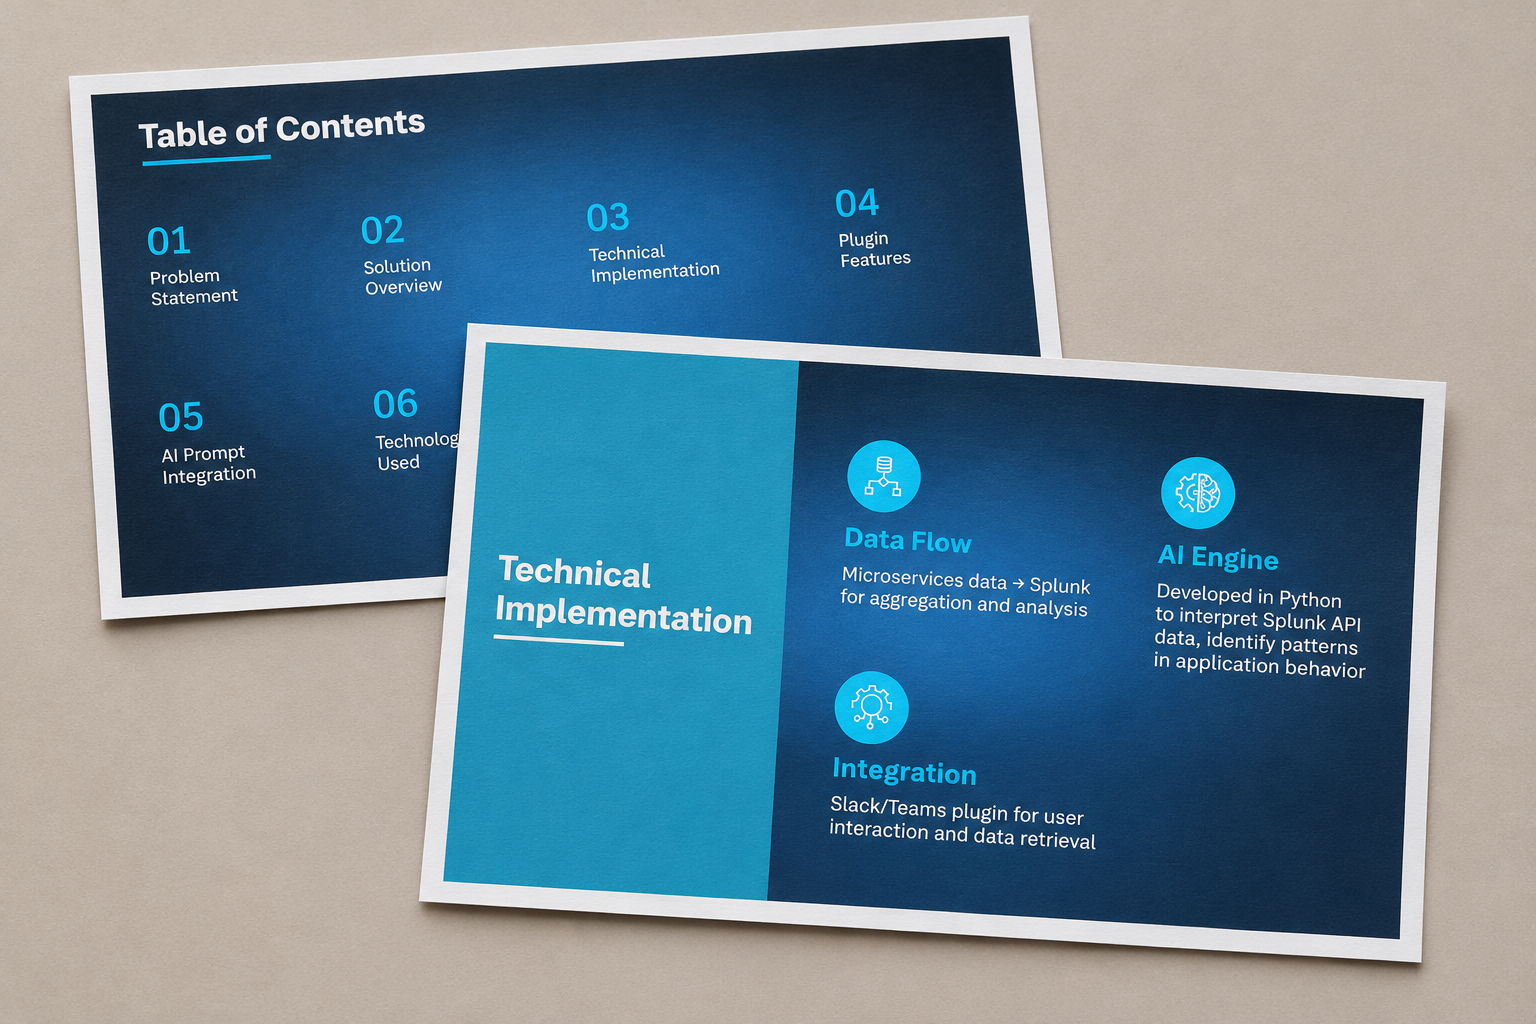 Table of Contents
01
Problem
Statement
02
Solution
Overview
03
Technical
Implementation
04
Plugin
Features
05
AI Prompt
Integration
06
Used
Technical
Implementation
Data Flow
Microservices data → Splunk
for aggregation and analysis
AI Engine
Developed in Python
to interpret Splunk API
data, identify patterns
in application behavior
Integration
Slack/Teams plugin for user
interaction and data retrieval